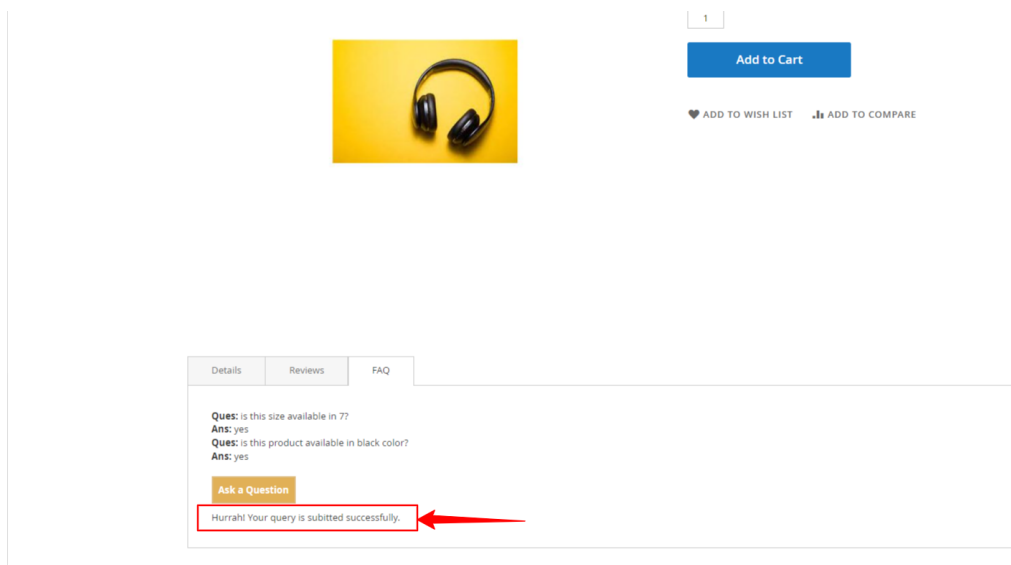 1
Add to Cart
ADD TO WISH LIST ADD TO COMPARE
Details Reviews FAQ
Ques: is this size available in 7?
Ans: yes
Ques: is this product available in black color?
Ans: yes
Ask a Question
Hurrah! Your query is subitted successfully.